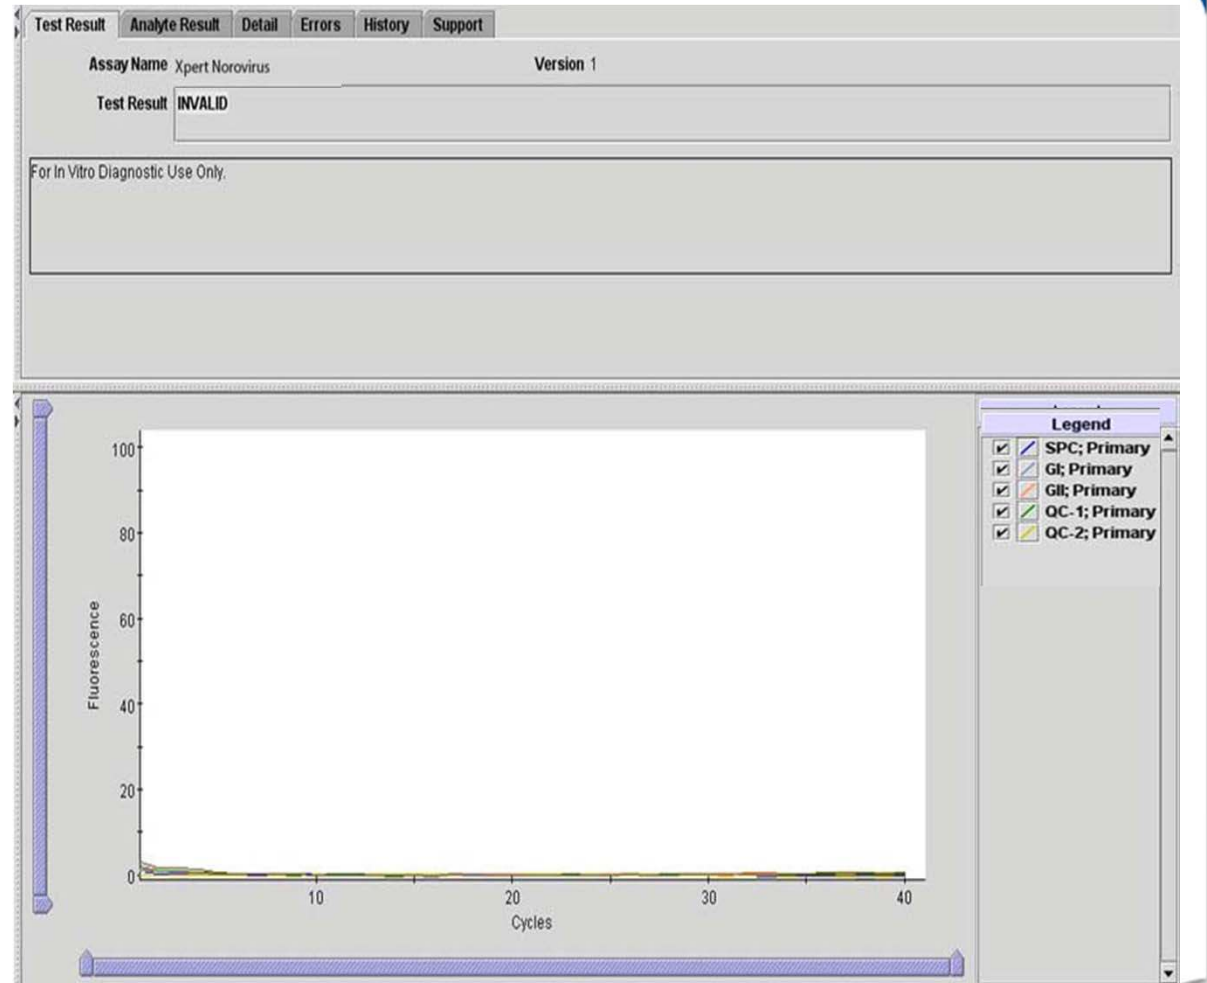 Test Result Analyte Result Detail Errors History Support
Assay Name Xpert Norovirus Version 1
Test Result INVALID
For In Vitro Diagnostic Use Only.
Legend
SPC; Primary
GI; Primary
GII; Primary
QC-1; Primary
QC-2; Primary
100
80
60
40
20
0
Fluorescence
10 20 30 40
Cycles